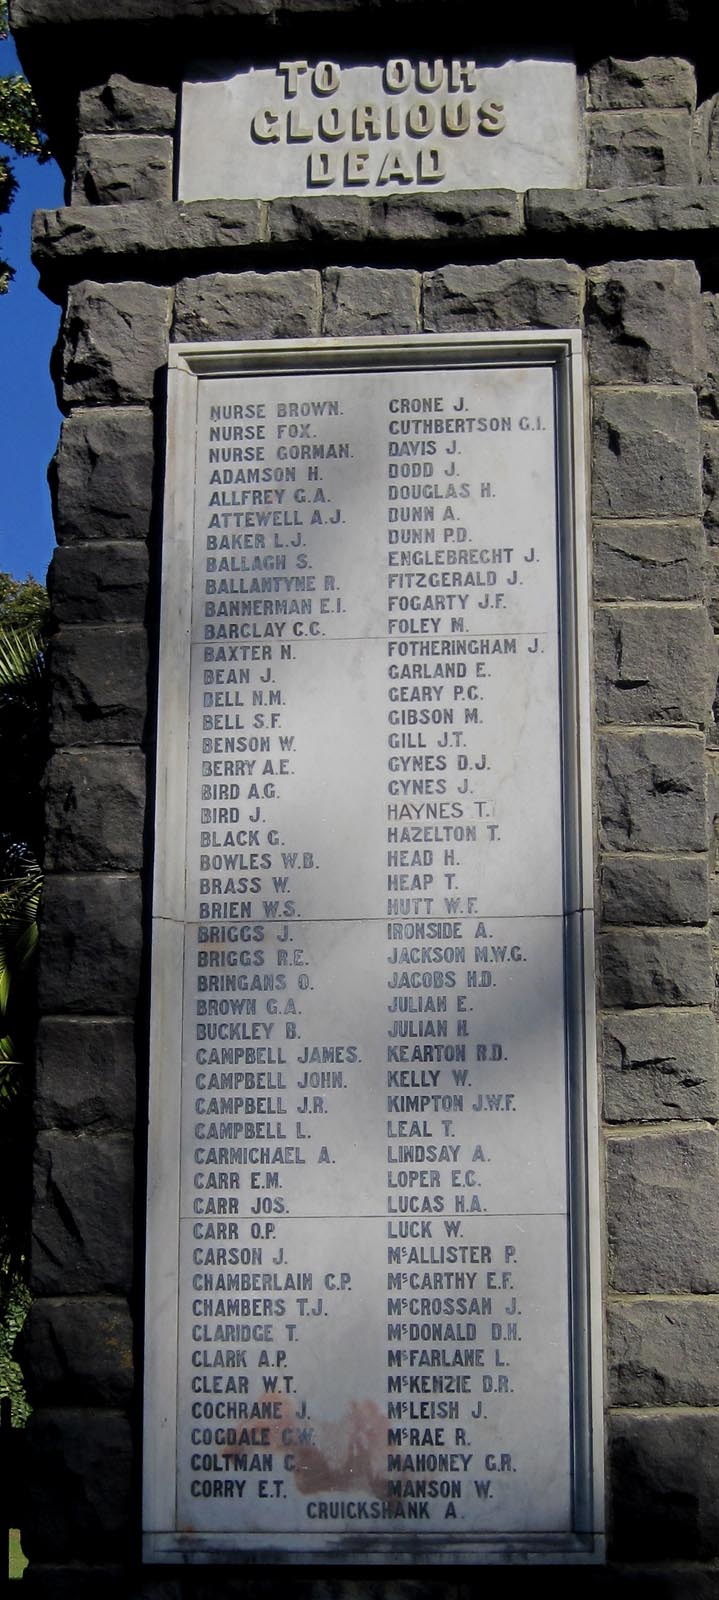 TO OUR
GLORIOUS
DEAD
NURSE BROWN.
NURSE FOX.
NURSE GORMAN.
ADAMSON H.
ALLFREY G.A.
ATTEWELL A.J.
BAKER L.J.
BALLAGH S.
BALLANTYNE R.
BANNERMAN E.I.
BARCLAY C.C.
BAXTER N.
BEAN J.
BELL N.M.
BELL S.F.
BENSON W.
BERRY A.E.
BIRD A.G.
BIRD J.
BLACK G.
BOWLES W.B.
BRASS W.
BRIEN W.S.
BRIGGS J.
BRIGGS R.E.
BRINGANS O.
BROWN G.A.
BUCKLEY B.
CAMPBELL JAMES.
CAMPBELL JOHN.
CAMPBELL J.R.
CAMPBELL L.
CARMICHAEL A.
CARR E.M.
CARR JOS.
CARR O.P.
CARSON J.
CHAMBERLAIN C.P.
CHAMBERS T.J.
CLARIDGE T.
CLARK A.P.
CLEAR W.T.
COCHRANE J.
COGDALE C.W.
COLTMAN C.
CORRY E.T.
CRONE J.
CUTHBERTSON G.I.
DAVIS J.
DODD J.
DOUGLAS H.
DUNN A.
DUNN P.D.
ENGLEBRECHT J.
FITZGERALD J.
FOGARTY J.F.
FOLEY M.
FOTHERINGHAM J.
GARLAND E.
GEARY P.C.
GIBSON M.
GILL J.T.
GYNES D.J.
GYNES J.
HAYNES T.
HAZELTON T.
HEAD H.
HEAP T.
HUTT W.F.
IRONSIDE A.
JACKSON M.W.G.
JACOBS H.D.
JULIAN E.
JULIAN H.
KEARTON R.D.
KELLY W.
KIMPTON J.W.F.
LEAL T.
LINDSAY A.
LOPER E.C.
LUCAS H.A.
LUCK W.
McALLISTER P.
McCARTHY E.F.
McCROSSAN J.
McDONALD D.H.
McFARLANE L.
McKENZIE D.R.
McLEISH J.
McRAE R.
MAHONEY G.R.
MANSON W.
CRUICKSHANK A.